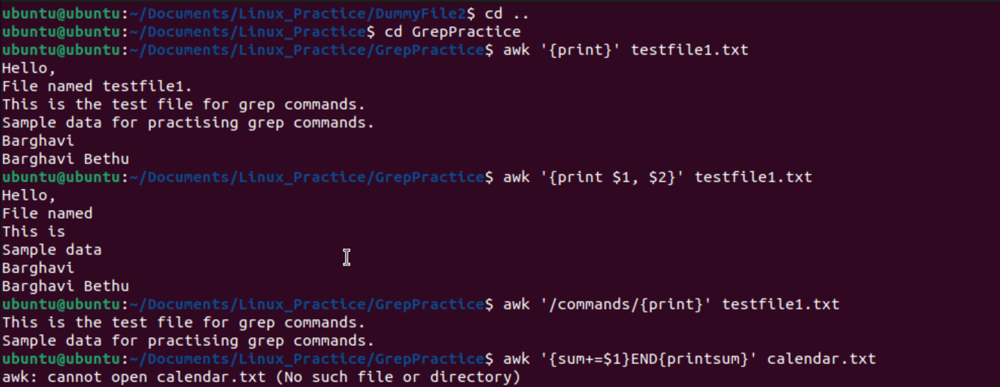 ubuntu@ubuntu:~/Documents/Linux_Practice/DummyFile2$ cd ..
ubuntu@ubuntu:~/Documents/Linux_Practice$ cd GrepPractice
ubuntu@ubuntu:~/Documents/Linux_Practice/GrepPractice$ awk '{print}' testfile1.txt
Hello,
File named testfile1.
This is the test file for grep commands.
Sample data for practising grep commands.
Barghavi
Barghavi Bethu
ubuntu@ubuntu:~/Documents/Linux_Practice/GrepPractice$ awk '{print $1, $2}' testfile1.txt
Hello,
File named
This is
Sample data
Barghavi
Barghavi Bethu
ubuntu@ubuntu:~/Documents/Linux_Practice/GrepPractice$ awk '/commands/{print}' testfile1.txt
This is the test file for grep commands.
Sample data for practising grep commands.
ubuntu@ubuntu:~/Documents/Linux_Practice/GrepPractice$ awk '{sum+=$1}END{printsum}' calendar.txt
awk: cannot open calendar.txt (No such file or directory)